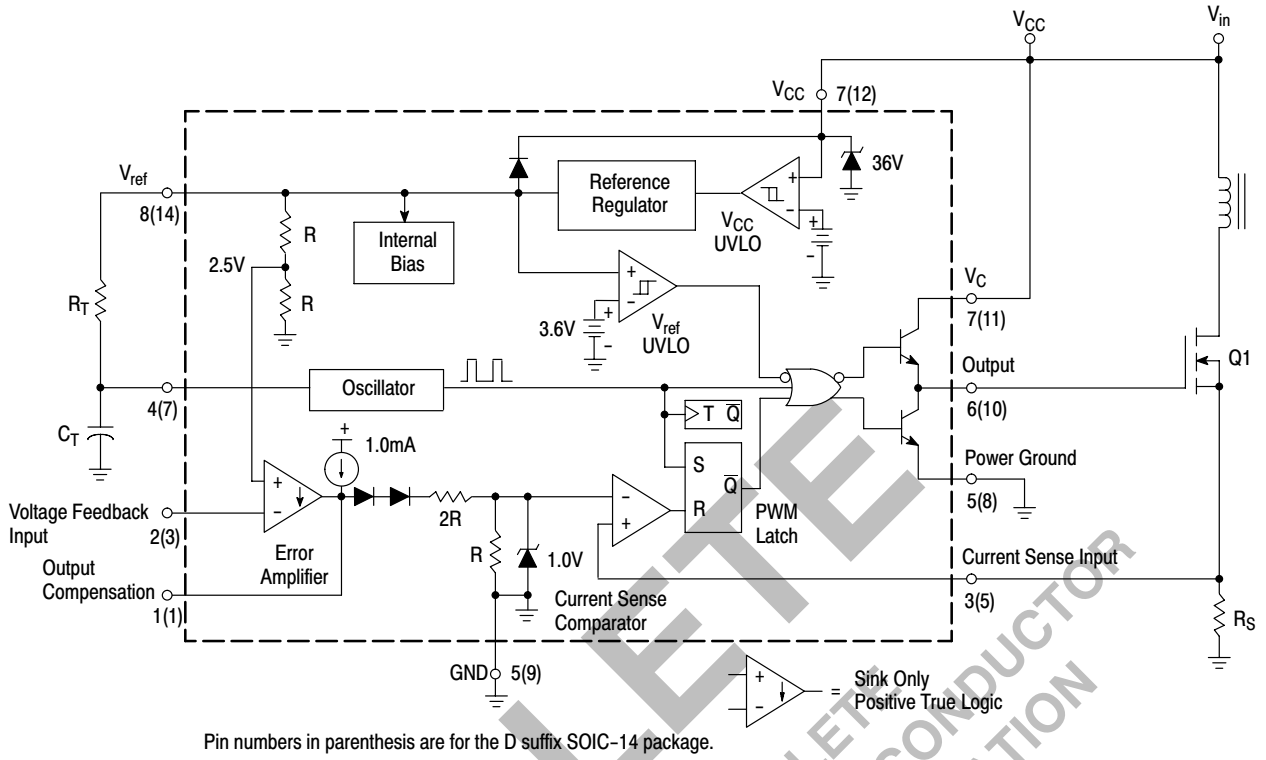 VCC
Vin
VCC 7(12)
36V
Vref
8(14)
Reference
Regulator
+
-
VCC
UVLO
+
-
R
Internal
Bias
2.5V
R
RT
+
-
3.6V
+
-
Vref
UVLO
VC
7(11)
Q1
Oscillator
Output
6(10)
4(7)
T Q̅
CT
+
1.0mA
S
Q̅
R
PWM
Latch
Power Ground
5(8)
+
-
2R
-
+
Voltage Feedback
Input
2(3)
Error
Amplifier
R
1.0V
Current Sense Input
3(5)
Output
Compensation
1(1)
Current Sense
Comparator
RS
GND 5(9)
+
-
= Sink Only
Positive True Logic
Pin numbers in parenthesis are for the D suffix SOIC-14 package.